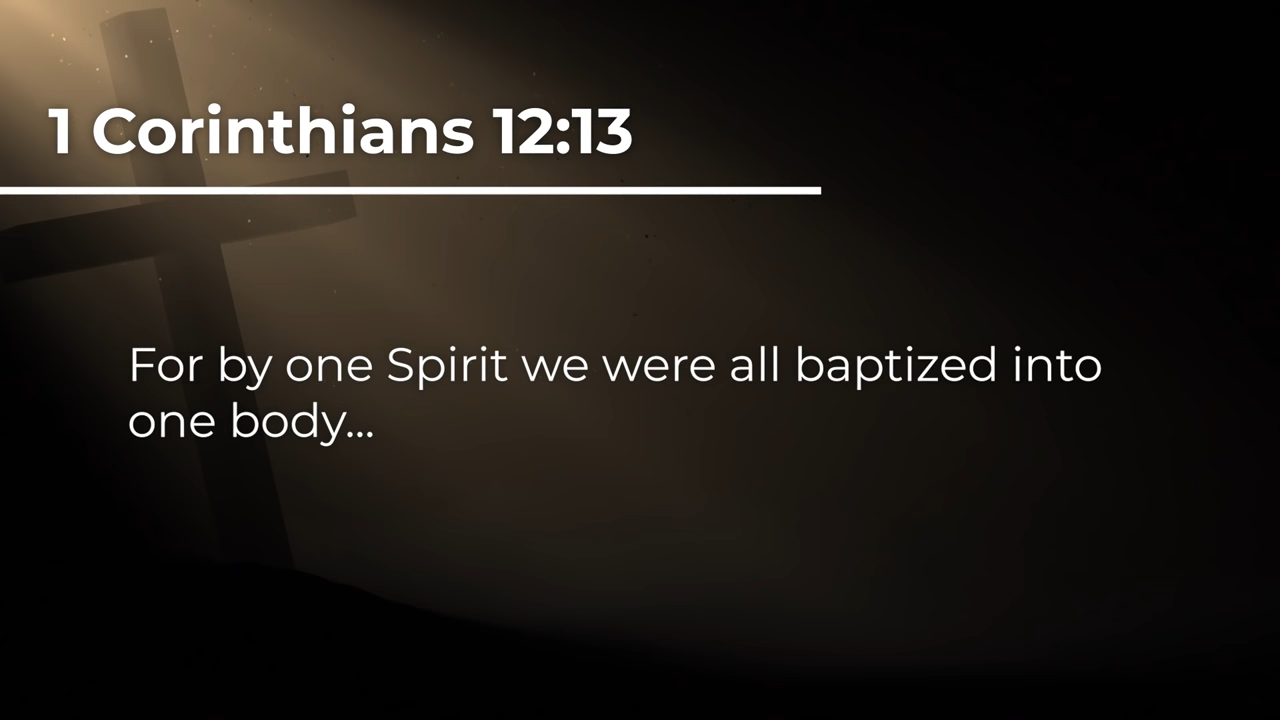 1 Corinthians 12:13
For by one Spirit we were all baptized into
one body...